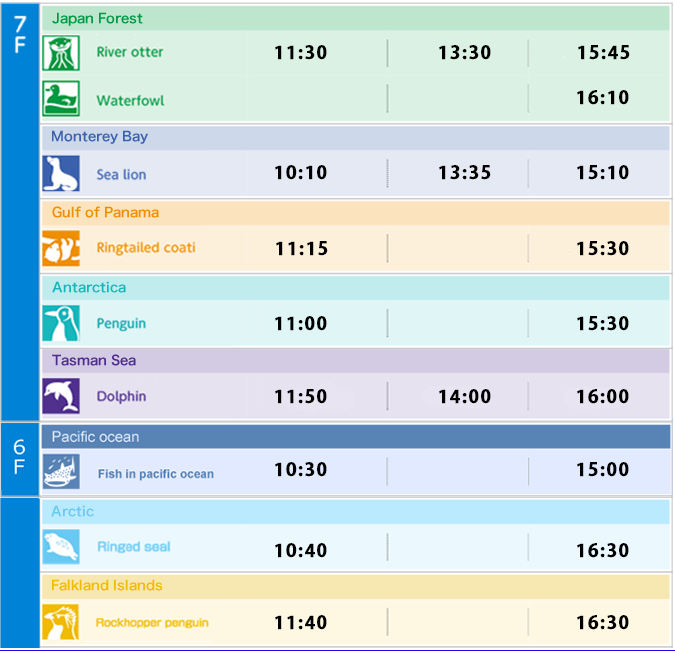 7
F
Japan Forest
River otter 11:30 13:30 15:45
Waterfowl 16:10
Monterey Bay
Sea lion 10:10 13:35 15:10
Gulf of Panama
Ringtailed coati 11:15 15:30
Antarctica
Penguin 11:00 15:30
Tasman Sea
Dolphin 11:50 14:00 16:00
6
F
Pacific ocean
Fish in pacific ocean 10:30 15:00
Arctic
Ringed seal 10:40 16:30
Falkland Islands
Rockhopper penguin 11:40 16:30